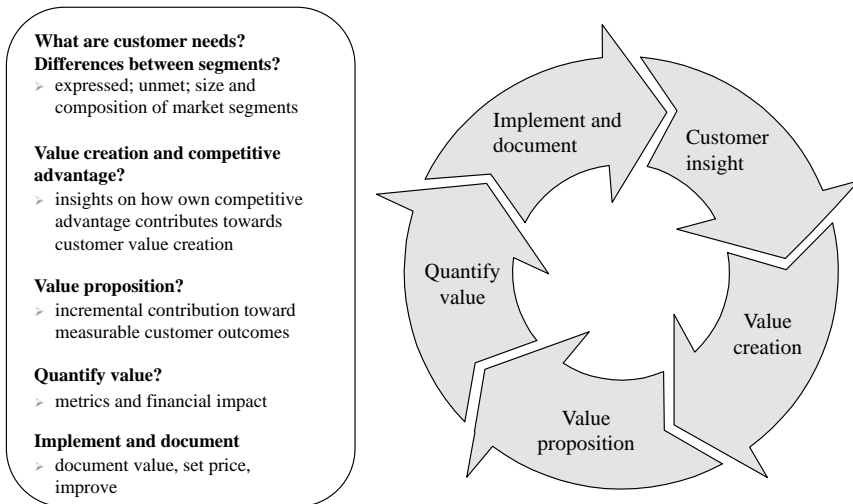 What are customer needs?
Differences between segments?
➢ expressed; unmet; size and
composition of market segments
Value creation and competitive
advantage?
➢ insights on how own competitive
advantage contributes towards
customer value creation
Value proposition?
➢ incremental contribution toward
measurable customer outcomes
Quantify value?
➢ metrics and financial impact
Implement and document
➢ document value, set price,
improve
Implement and
document
Customer
insight
Value
creation
Value
proposition
Quantify
value